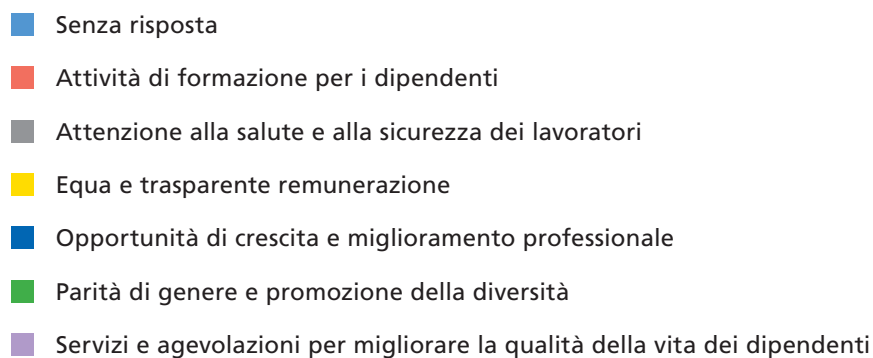 Senza risposta
Attività di formazione per i dipendenti
Attenzione alla salute e alla sicurezza dei lavoratori
Equa e trasparente remunerazione
Opportunità di crescita e miglioramento professionale
Parità di genere e promozione della diversità
Servizi e agevolazioni per migliorare la qualità della vita dei dipendenti